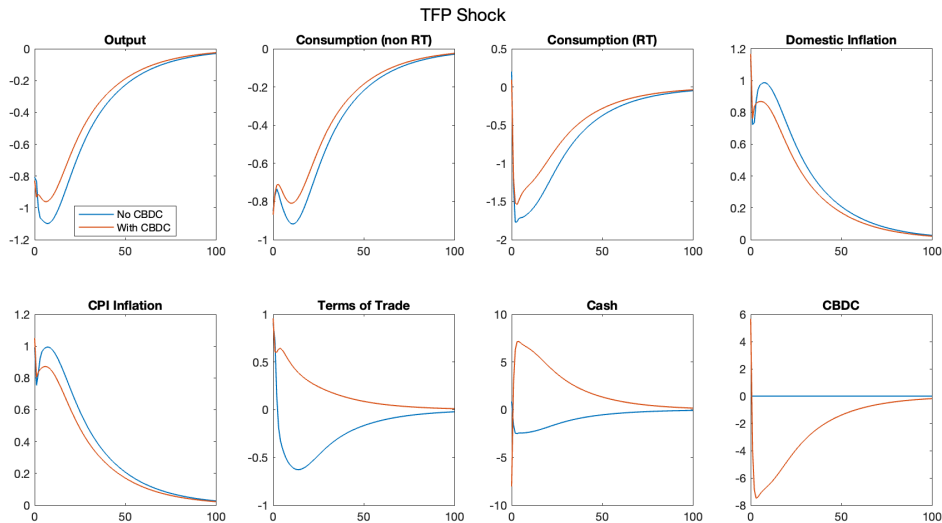 TFP Shock
Output
0
-0.2
-0.4
-0.6
-0.8
-1
-1.2
0 50 100
No CBDC
With CBDC
Consumption (non RT)
0
-0.2
-0.4
-0.6
-0.8
-1
0 50 100
Consumption (RT)
0.5
0
-0.5
-1
-1.5
-2
0 50 100
Domestic Inflation
1.2
1
0.8
0.6
0.4
0.2
0
0 50 100
CPI Inflation
1.2
1
0.8
0.6
0.4
0.2
0
0 50 100
Terms of Trade
1
0.5
0
-0.5
-1
0 50 100
Cash
10
5
0
-5
-10
0 50 100
CBDC
6
4
2
0
-2
-4
-6
-8
0 50 100